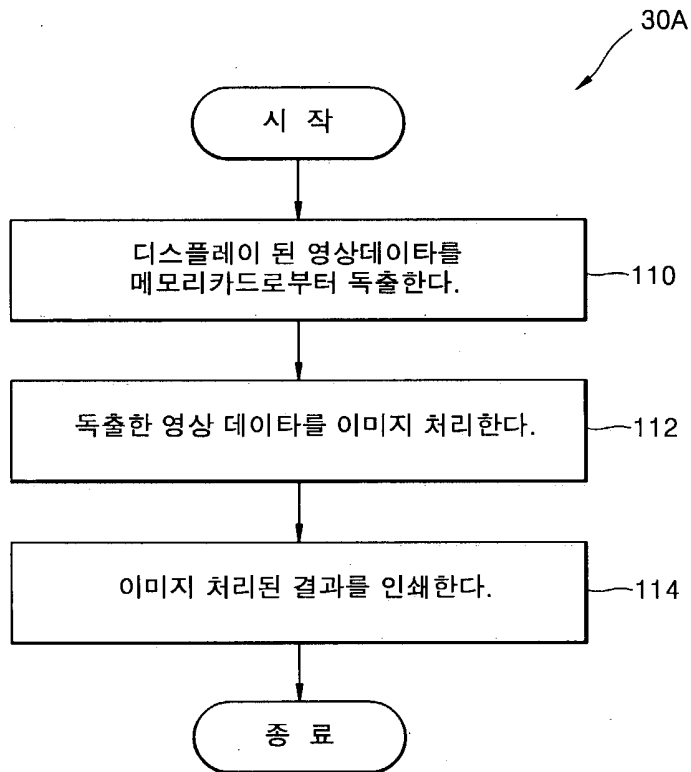 30A
시 작
디스플레이 된 영상데이타를
메모리카드로부터 독출한다.
110
독출한 영상 데이타를 이미지 처리한다.
112
이미지 처리된 결과를 인쇄한다.
114
종 료